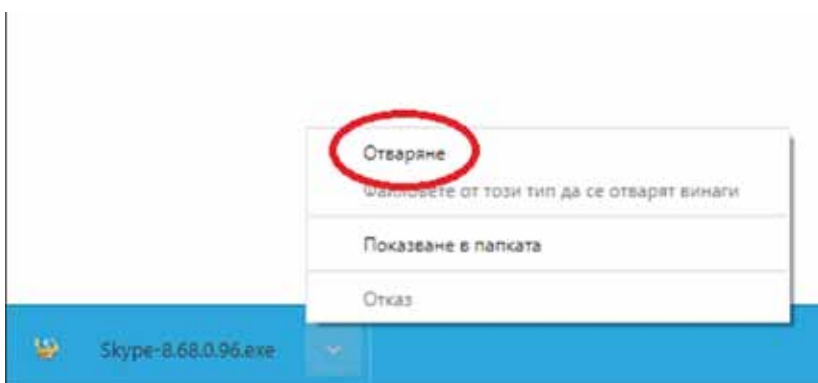 Отваряне
Файловете от този тип да се отварят винаги
Показване в папката
Отказ
Skype-8.68.0.96.exe